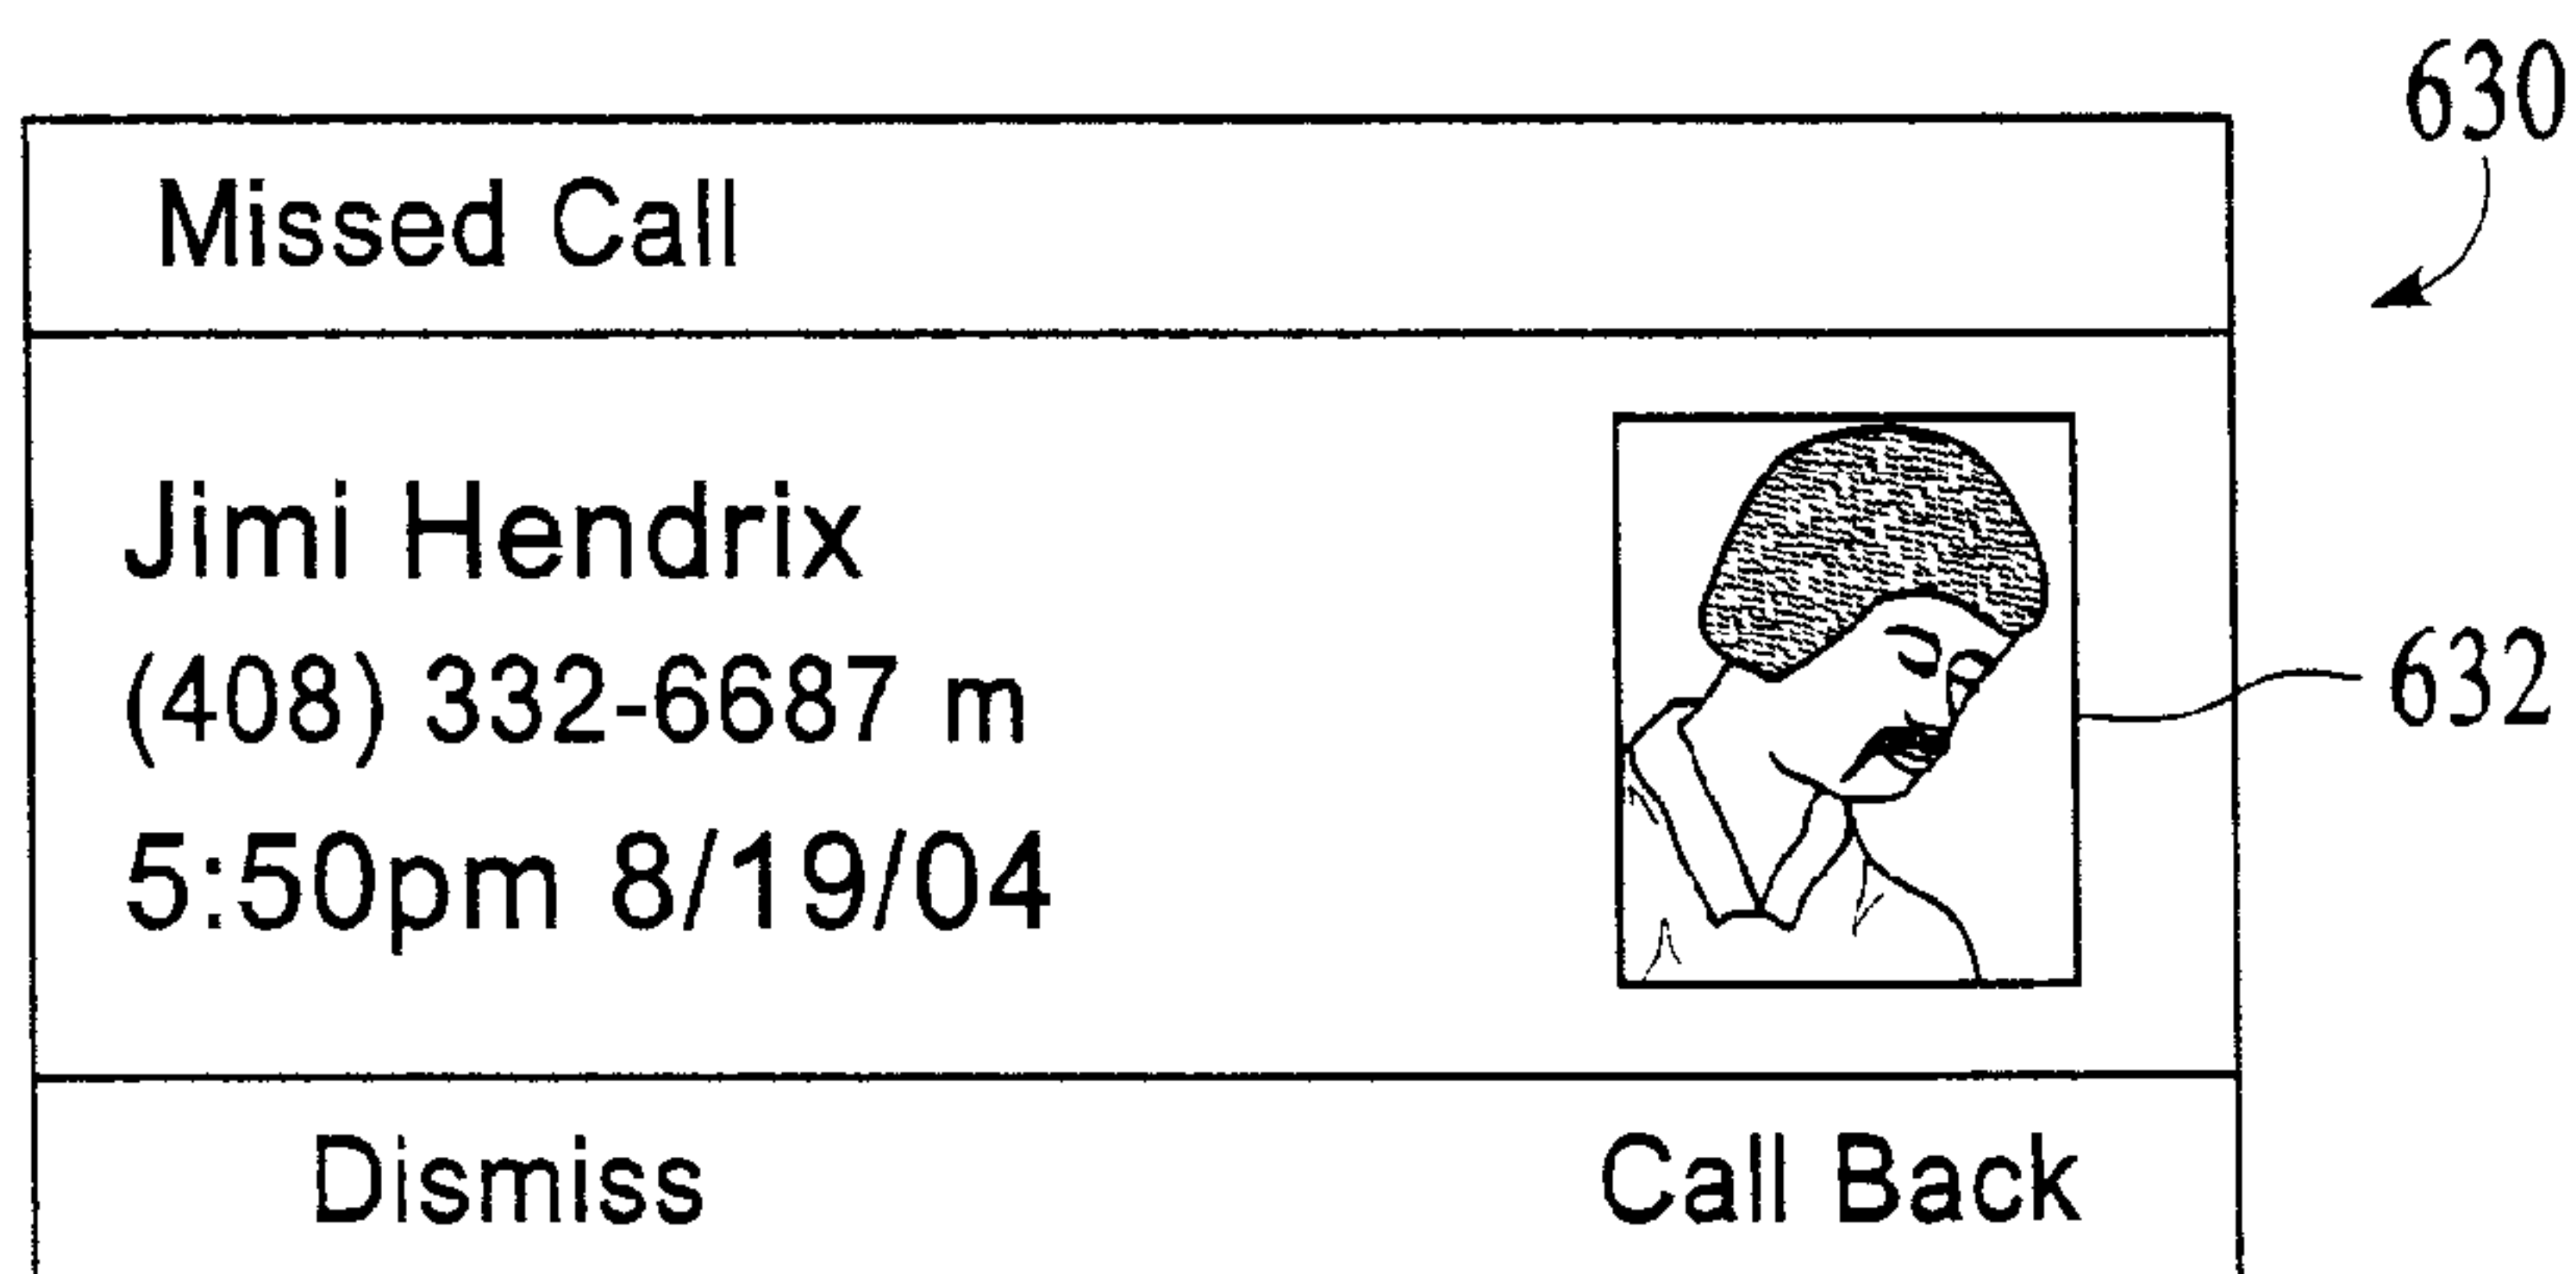 630
Missed Call
Jimi Hendrix
(408) 332-6687 m
632
5:50pm 8/19/04
Dismiss
Call Back